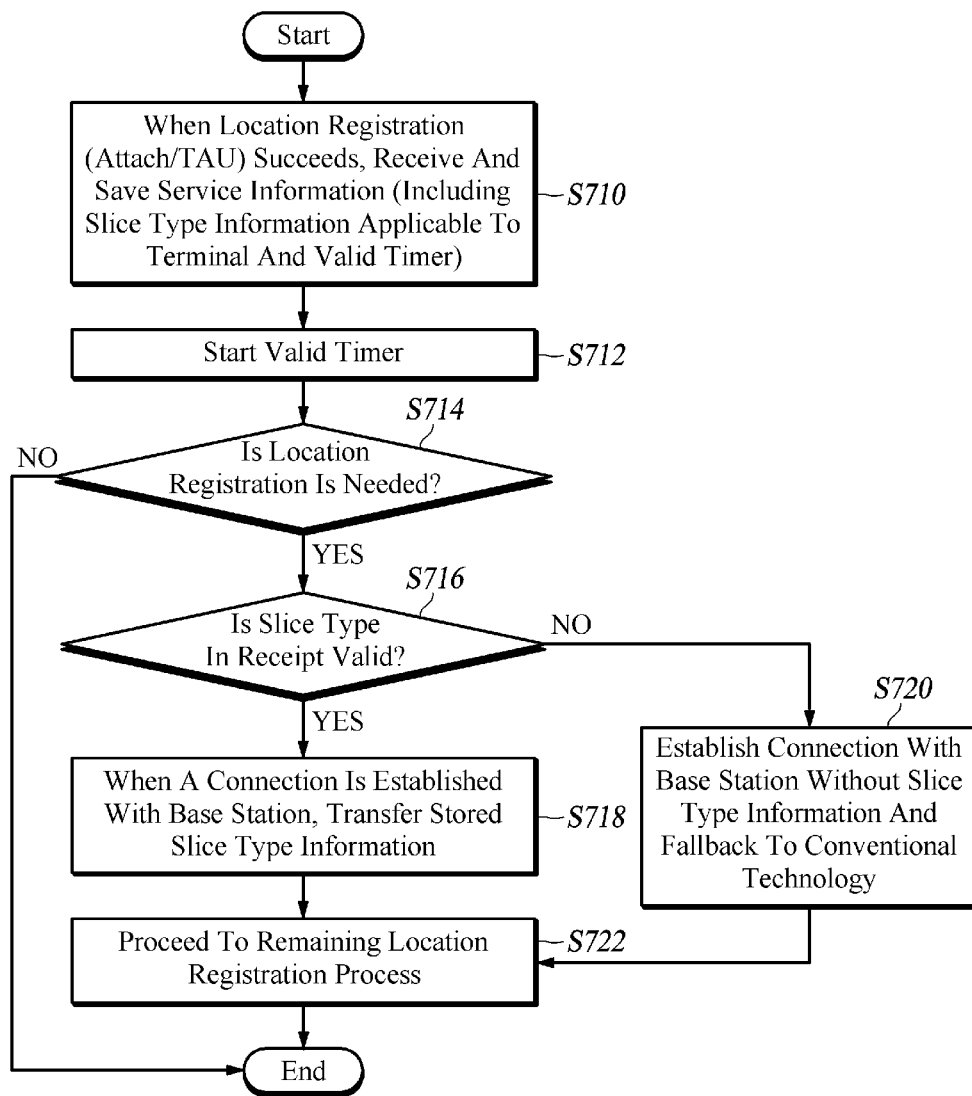 Start
When Location Registration
(Attach/TAU) Succeeds, Receive And
Save Service Information (Including
Slice Type Information Applicable To
Terminal And Valid Timer)
S710
Start Valid Timer
S712
S714
NO
Is Location
Registration Is Needed?
YES
S716
Is Slice Type
In Receipt Valid?
NO
YES
S720
When A Connection Is Established
With Base Station, Transfer Stored
Slice Type Information
S718
Establish Connection With
Base Station Without Slice
Type Information And
Fallback To Conventional
Technology
Proceed To Remaining Location
Registration Process
S722
End